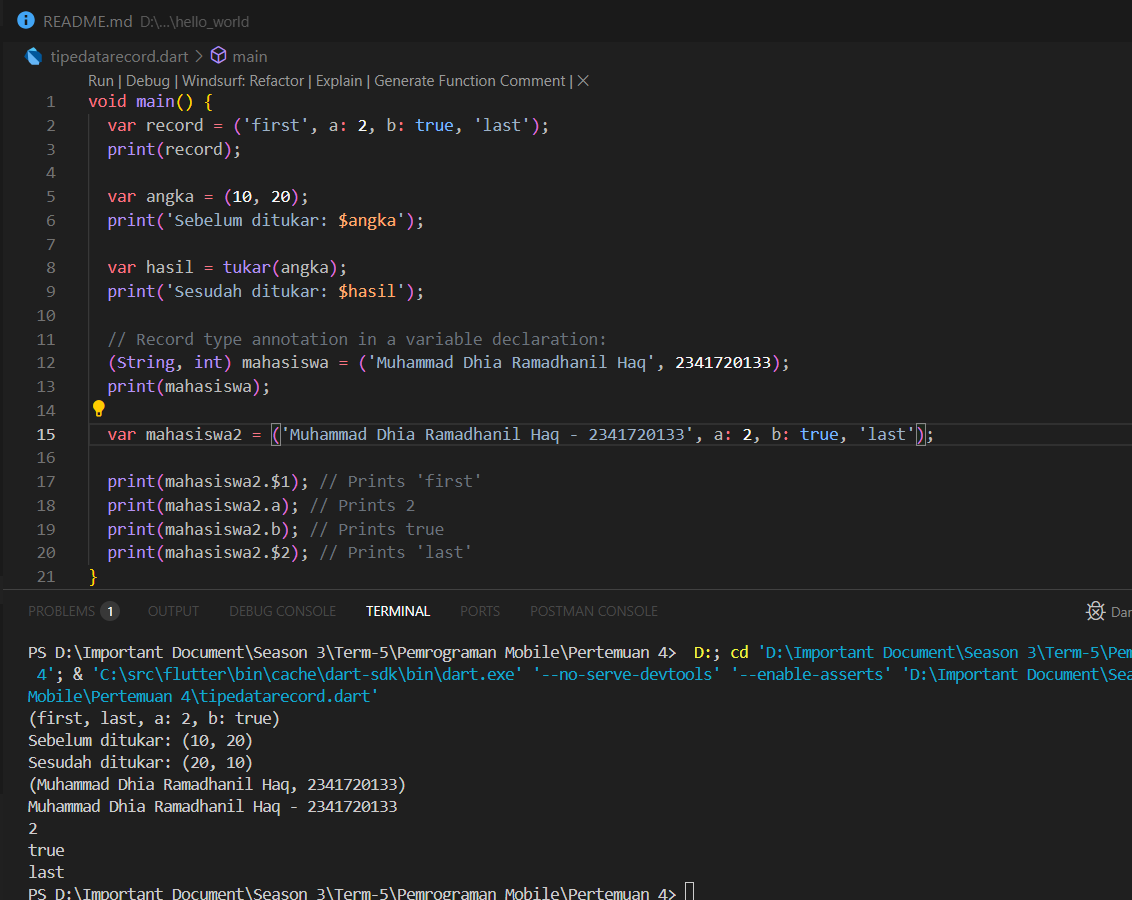 README.md D:\...\hello_world
tipedatarecord.dart > main
Run | Debug | Windsurf: Refactor | Explain | Generate Function Comment | ×
1 void main() {
2 var record = ('first', a: 2, b: true, 'last');
3 print(record);
4
5 var angka = (10, 20);
6 print('Sebelum ditukar: $angka');
7
8 var hasil = tukar(angka);
9 print('Sesudah ditukar: $hasil');
10
11 // Record type annotation in a variable declaration:
12 (String, int) mahasiswa = ('Muhammad Dhia Ramadhanil Haq', 2341720133);
13 print(mahasiswa);
14
15 var mahasiswa2 = ('Muhammad Dhia Ramadhanil Haq - 2341720133', a: 2, b: true, 'last');
16
17 print(mahasiswa2.$1); // Prints 'first'
18 print(mahasiswa2.a); // Prints 2
19 print(mahasiswa2.b); // Prints true
20 print(mahasiswa2.$2); // Prints 'last'
21 }
PROBLEMS 1 OUTPUT DEBUG CONSOLE TERMINAL PORTS POSTMAN CONSOLE Dar
PS D:\Important Document\Season 3\Term-5\Pemrograman Mobile\Pertemuan 4> D:; cd 'D:\Important Document\Season 3\Term-5\Pem
4'; & 'C:\src\flutter\bin\cache\dart-sdk\bin\dart.exe' '--no-serve-devtools' '--enable-asserts' 'D:\Important Document\Sea
Mobile\Pertemuan 4\tipedatarecord.dart'
(first, last, a: 2, b: true)
Sebelum ditukar: (10, 20)
Sesudah ditukar: (20, 10)
(Muhammad Dhia Ramadhanil Haq, 2341720133)
Muhammad Dhia Ramadhanil Haq - 2341720133
2
true
last
PS D:\Important Document\Season 3\Term-5\Pemrograman Mobile\Pertemuan 4>